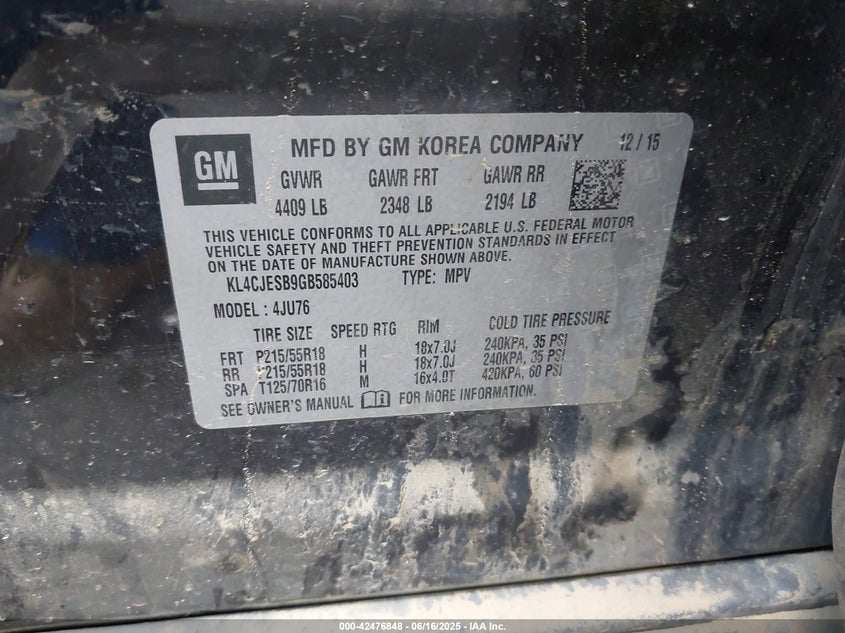 GM
MFD BY GM KOREA COMPANY 12 / 15
GVWR GAWR FRT GAWR RR
4409 LB 2348 LB 2194 LB
THIS VEHICLE CONFORMS TO ALL APPLICABLE U.S. FEDERAL MOTOR
VEHICLE SAFETY AND THEFT PREVENTION STANDARDS IN EFFECT
ON THE DATE OF MANUFACTURE SHOWN ABOVE.
KL4CJESB9GB585403 TYPE: MPV
MODEL : 4JU76
TIRE SIZE SPEED RTG RIM COLD TIRE PRESSURE
FRT P215/55R18 H 18x7.0J 240KPA, 35 PSI
RR P215/55R18 H 18x7.0J 240KPA, 35 PSI
SPA T125/70R16 M 16x4.0T 420KPA, 60 PSI
SEE OWNER'S MANUAL FOR MORE INFORMATION.
000-42476848 - 06/16/2025 - IAA Inc.